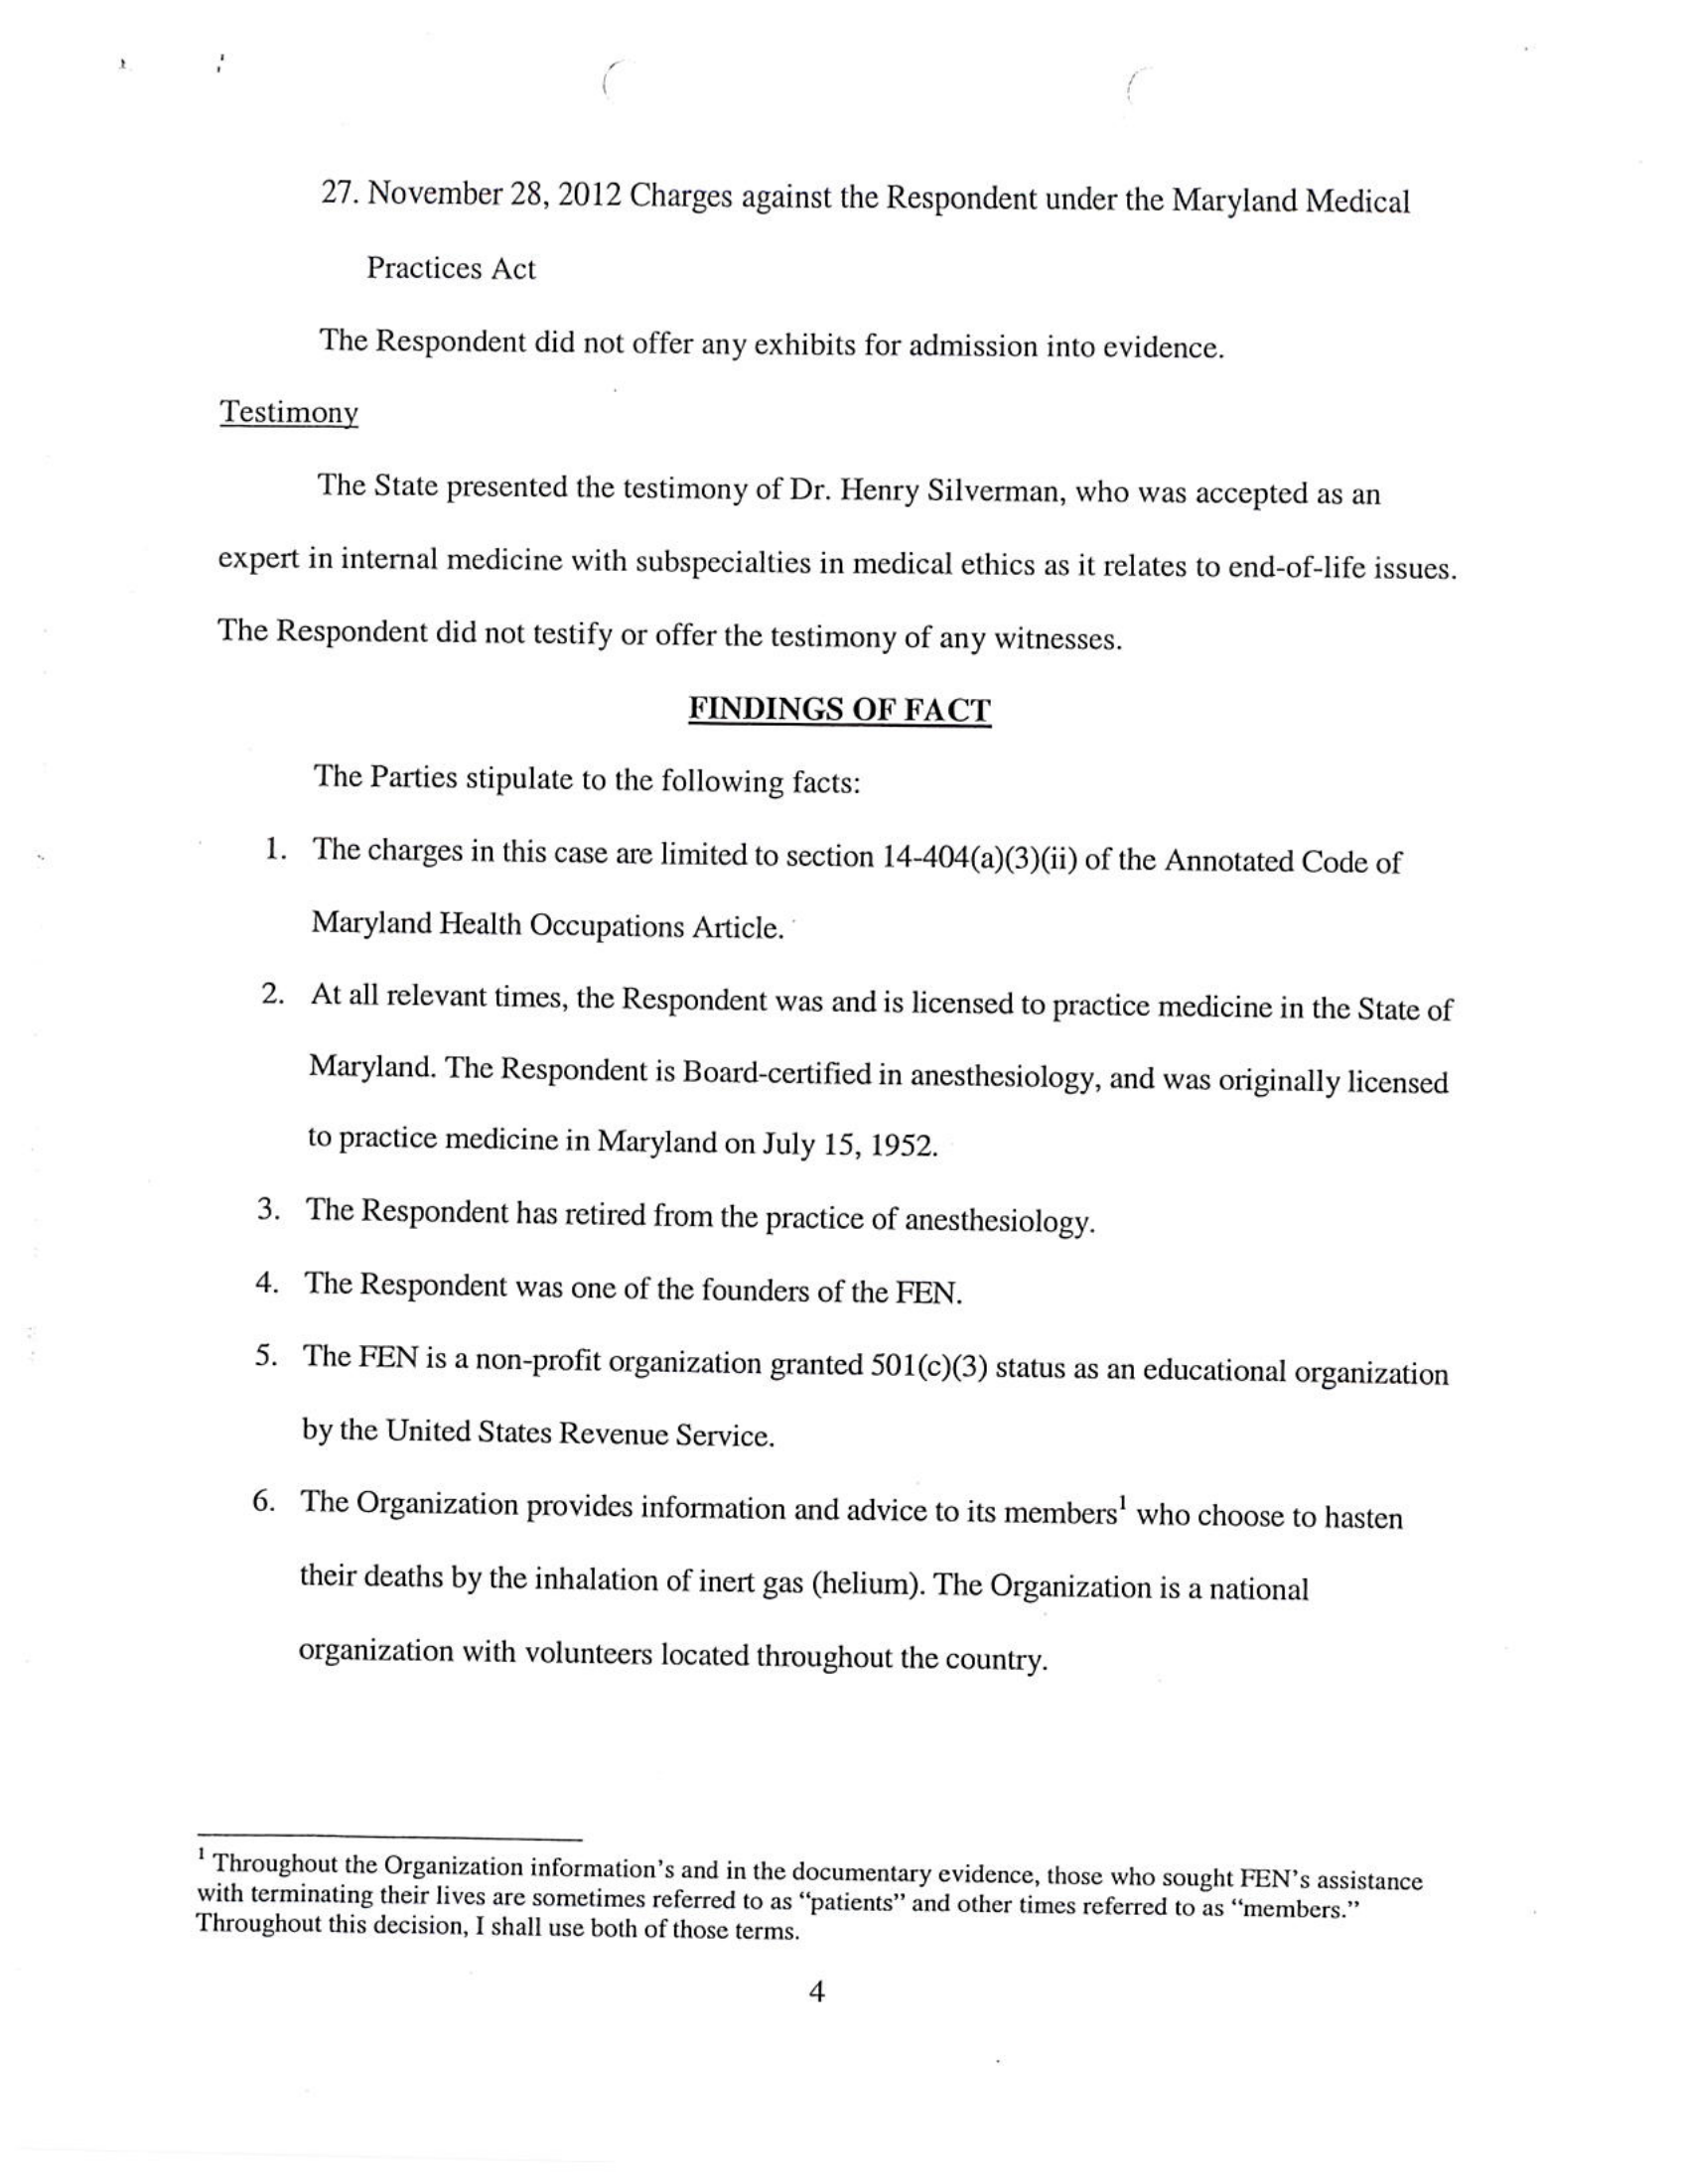 27. November 28, 2012 Charges against the Respondent under the Maryland Medical
Practices Act
The Respondent did not offer any exhibits for admission into evidence.
Testimony
The State presented the testimony of Dr. Henry Silverman, who was accepted as an
expert in internal medicine with subspecialties in medical ethics as it relates to end-of-life issues.
The Respondent did not testify or offer the testimony of any witnesses.
FINDINGS OF FACT
The Parties stipulate to the following facts:
1. The charges in this case are limited to section 14-404(a)(3)(ii) of the Annotated Code of
Maryland Health Occupations Article.
2. At all relevant times, the Respondent was and is licensed to practice medicine in the State of
Maryland. The Respondent is Board-certified in anesthesiology, and was originally licensed
to practice medicine in Maryland on July 15, 1952.
3. The Respondent has retired from the practice of anesthesiology.
4. The Respondent was one of the founders of the FEN.
5. The FEN is a non-profit organization granted 501(c)(3) status as an educational organization
by the United States Revenue Service.
6. The Organization provides information and advice to its members¹ who choose to hasten
their deaths by the inhalation of inert gas (helium). The Organization is a national
organization with volunteers located throughout the country.
¹ Throughout the Organization information's and in the documentary evidence, those who sought FEN's assistance
with terminating their lives are sometimes referred to as “patients” and other times referred to as “members.”
Throughout this decision, I shall use both of those terms.
4